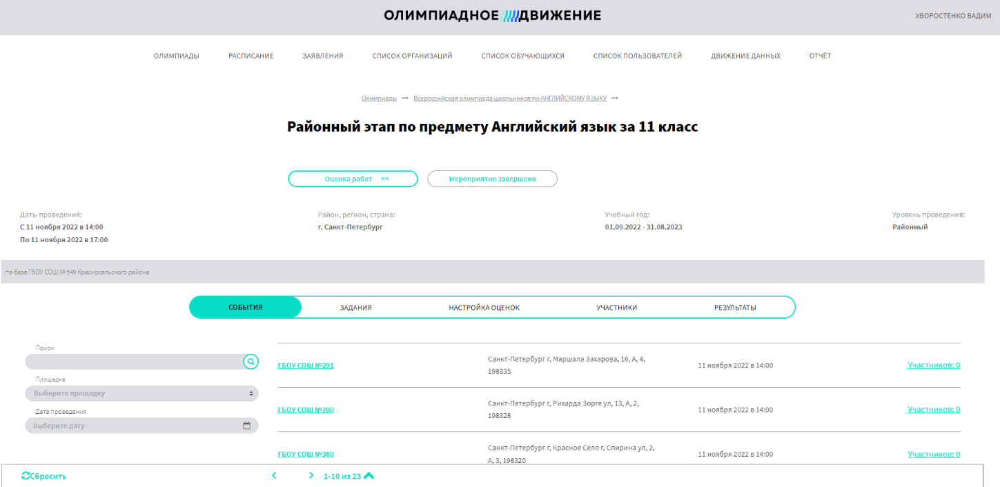 ОЛИМПИАДНОЕ ДВИЖЕНИЕ
ХВОРОСТЕНКО ВАДИМ
ОЛИМПИАДЫ РАСПИСАНИЕ ЗАЯВЛЕНИЯ СПИСОК ОРГАНИЗАЦИЙ СПИСОК ОБУЧАЮЩИХСЯ СПИСОК ПОЛЬЗОВАТЕЛЕЙ ДВИЖЕНИЕ ДАННЫХ ОТЧЁТ
Олимпиады → Всероссийская олимпиада школьников по АНГЛИЙСКОМУ ЯЗЫКУ →
Районный этап по предмету Английский язык за 11 класс
Оценка работ << Мероприятие завершено
Даты проведения:
С 11 ноября 2022 в 14:00
По 11 ноября 2022 в 17:00
Район, регион, страна:
г. Санкт-Петербург
Учебный год:
01.09.2022 - 31.08.2023
Уровень проведения:
Районный
На базе ГБОУ СОШ № 549 Красносельского района
СОБЫТИЯ ЗАДАНИЯ НАСТРОЙКА ОЦЕНОК УЧАСТНИКИ РЕЗУЛЬТАТЫ
Поиск
Площадка
Выберите прощадку
Дата проведения
Выберите дату
ГБОУ СОШ №291
Санкт-Петербург г, Маршала Захарова, 16, А, 4,
198335
11 ноября 2022 в 14:00
Участников: 0
ГБОУ СОШ №200
Санкт-Петербург г, Рихарда Зорге ул, 13, А, 2,
198328
11 ноября 2022 в 14:00
Участников: 0
ГБОУ СОШ №380
Санкт-Петербург г, Красное Село г, Спирина ул, 2,
А, 3, 198320
11 ноября 2022 в 14:00
Участников: 0
Сбросить
1-10 из 23